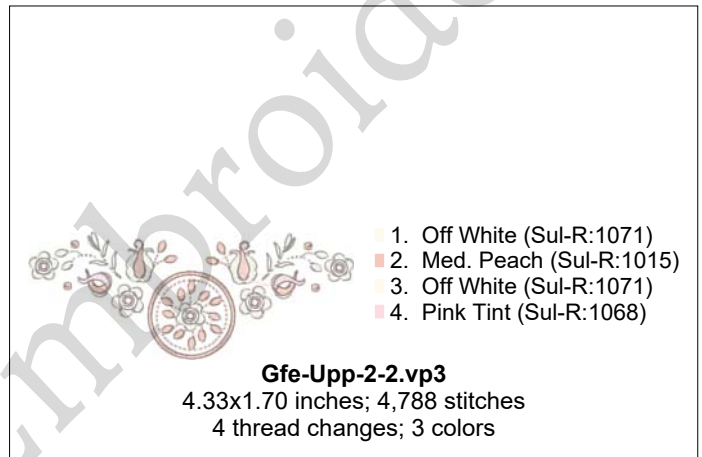 1. Off White (Sul-R:1071)
2. Med. Peach (Sul-R:1015)
3. Off White (Sul-R:1071)
4. Pink Tint (Sul-R:1068)
Gfe-Upp-2-2.vp3
4.33x1.70 inches; 4,788 stitches
4 thread changes; 3 colors